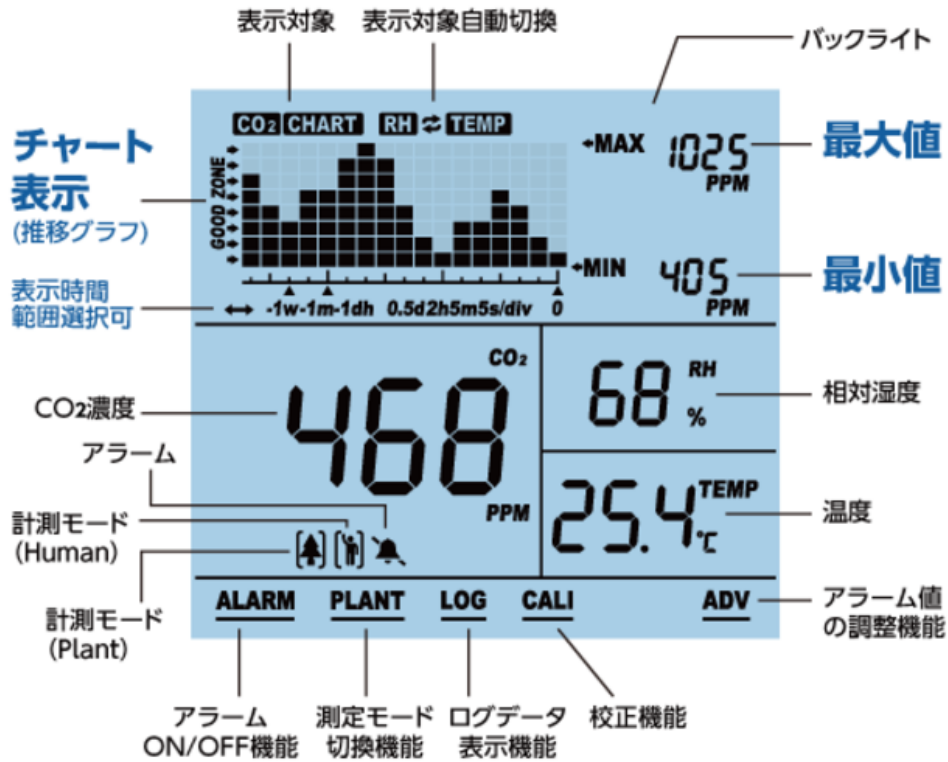 表示対象
表示対象自動切換
バックライト
CO₂ CHART RH TEMP
チャート
表示
(推移グラフ)
GOOD ZONE
MAX
1025
PPM
最大値
表示時間
範囲選択可
MIN
405
PPM
最小値
-1w-1m-1dh 0.5d2h5m5s/div 0
CO₂濃度
CO₂
468
PPM
68
RH
%
相対湿度
アラーム
計測モード
(Human)
計測モード
(Plant)
25.4
TEMP
℃
温度
ALARM PLANT LOG CALI ADV
アラーム値
の調整機能
アラーム
ON/OFF機能
測定モード
切換機能
ログデータ
表示機能
校正機能